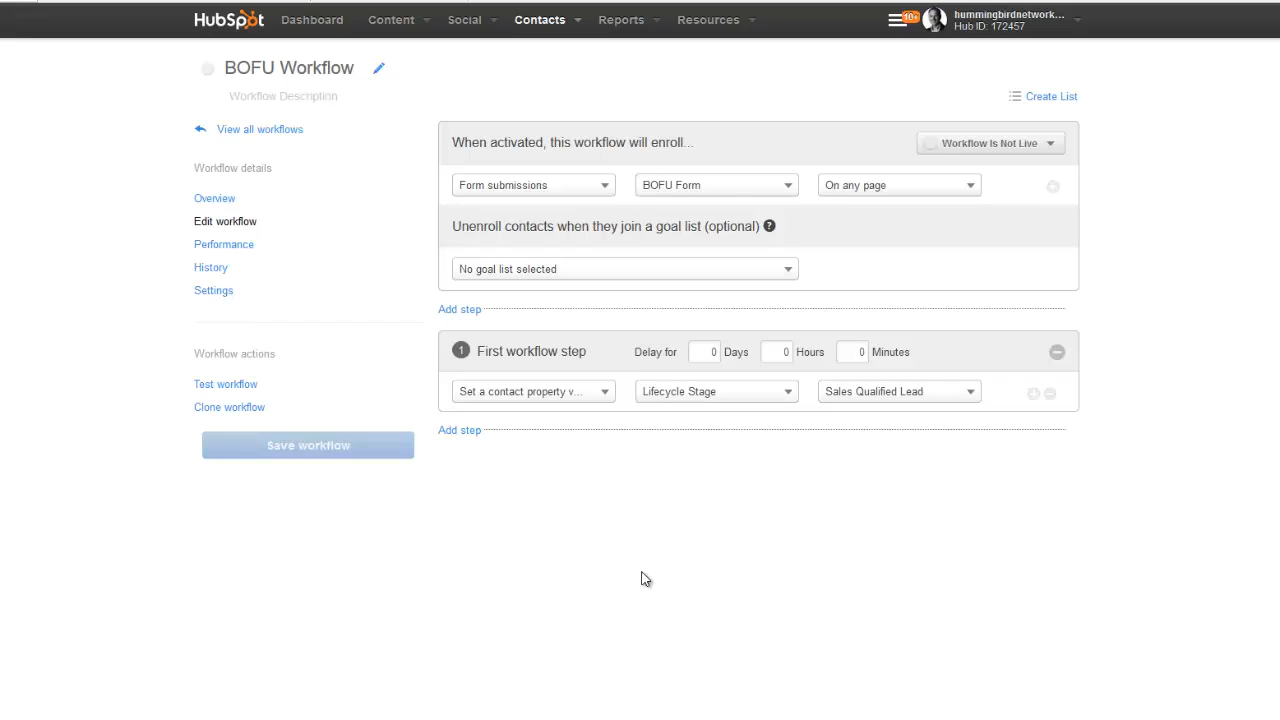 HubSpot Dashboard Content Social Contacts Reports Resources 10+ hummingbirdnetwork...
Hub ID: 172457
BOFU Workflow
Workflow Description
Create List
View all workflows
When activated, this workflow will enroll...
Workflow Is Not Live
Workflow details
Form submissions BOFU Form On any page
Overview
Edit workflow
Unenroll contacts when they join a goal list (optional) ?
Performance
History
No goal list selected
Settings
Add step
Workflow actions
1 First workflow step Delay for 0 Days 0 Hours 0 Minutes
Test workflow
Set a contact property v... Lifecycle Stage Sales Qualified Lead
Clone workflow
Add step
Save workflow